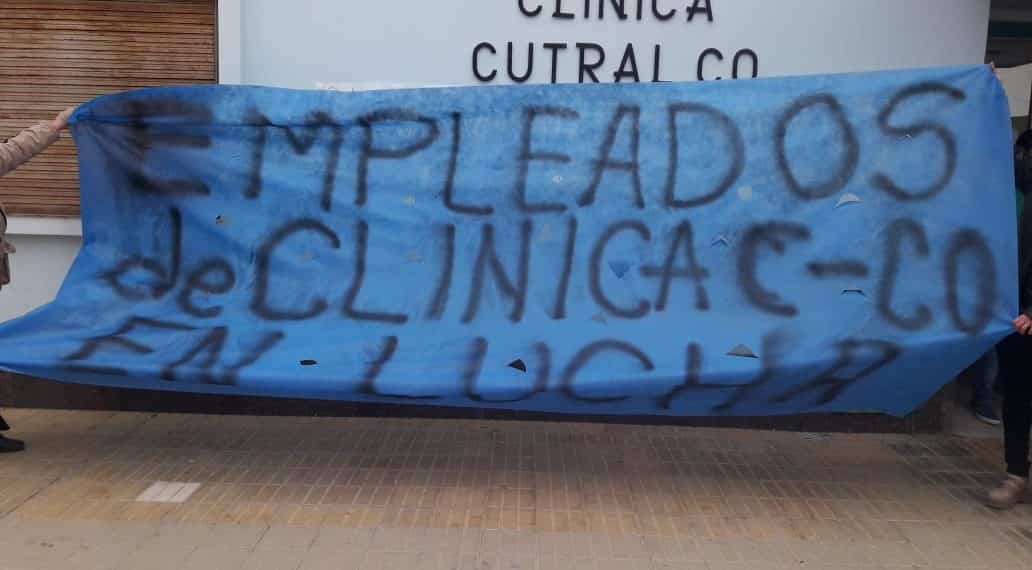 CLINICA
CUTRAL CO
EMPLEADOS
de CLINICA C-CO
EN LUCHA